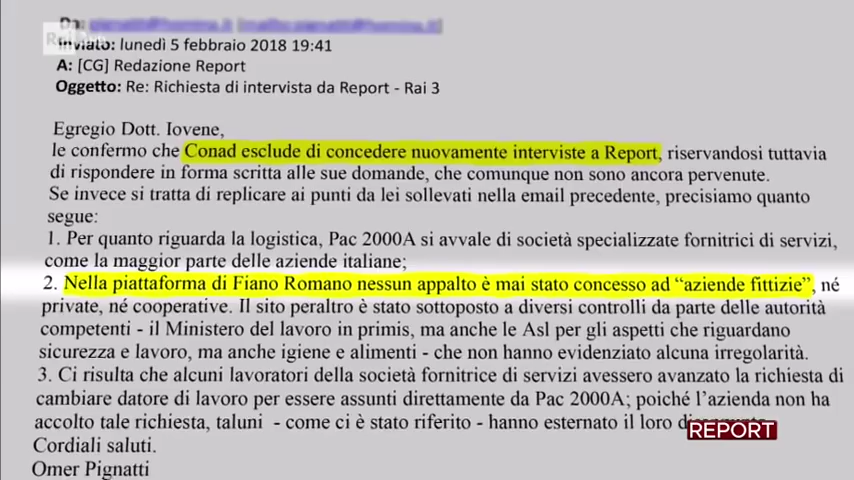 Da:
Inviato: lunedì 5 febbraio 2018 19:41
A: [CG] Redazione Report
Oggetto: Re: Richiesta di intervista da Report - Rai 3
Egregio Dott. Iovene,
le confermo che Conad esclude di concedere nuovamente interviste a Report, riservandosi tuttavia
di rispondere in forma scritta alle sue domande, che comunque non sono ancora pervenute.
Se invece si tratta di replicare ai punti da lei sollevati nella email precedente, precisiamo quanto
segue:
1. Per quanto riguarda la logistica, Pac 2000A si avvale di società specializzate fornitrici di servizi,
come la maggior parte delle aziende italiane;
2. Nella piattaforma di Fiano Romano nessun appalto è mai stato concesso ad “aziende fittizie”, né
private, né cooperative. Il sito peraltro è stato sottoposto a diversi controlli da parte delle autorità
competenti - il Ministero del lavoro in primis, ma anche le Asl per gli aspetti che riguardano
sicurezza e lavoro, ma anche igiene e alimenti - che non hanno evidenziato alcuna irregolarità.
3. Ci risulta che alcuni lavoratori della società fornitrice di servizi avessero avanzato la richiesta di
cambiare datore di lavoro per essere assunti direttamente da Pac 2000A; poiché l’azienda non ha
accolto tale richiesta, taluni - come ci è stato riferito - hanno esternato il loro
REPORT
Cordiali saluti.
Omer Pignatti